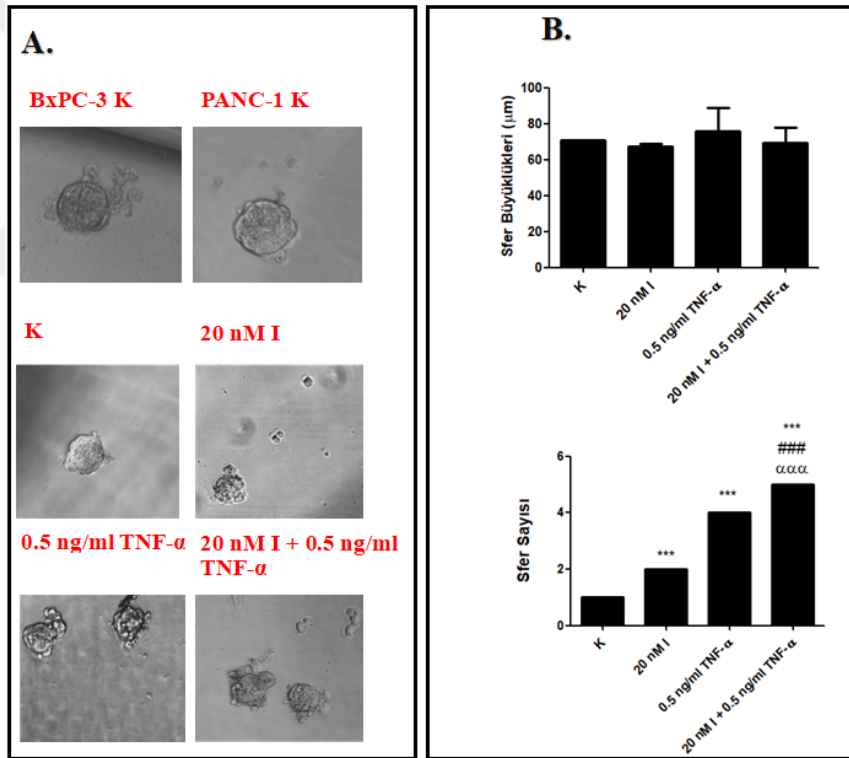 A.
BxPC-3 K
PANC-1 K
K
20 nM I
0.5 ng/ml TNF-α
20 nM I + 0.5 ng/ml
TNF-α
B.
Sfer Büyüklükleri (μm)
100
80
60
40
20
0
K
20 nM I
0.5 ng/ml TNF-α
20 nM I + 0.5 ng/ml TNF-α
Sfer Sayısı
6
4
2
0
***
***
***
###
ααα
K
20 nM I
0.5 ng/ml TNF-α
20 nM I + 0.5 ng/ml TNF-α